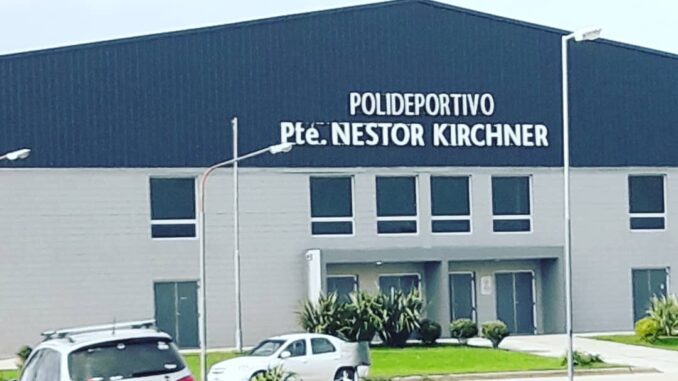 POLIDEPORTIVO
Pte. NESTOR KIRCHNER